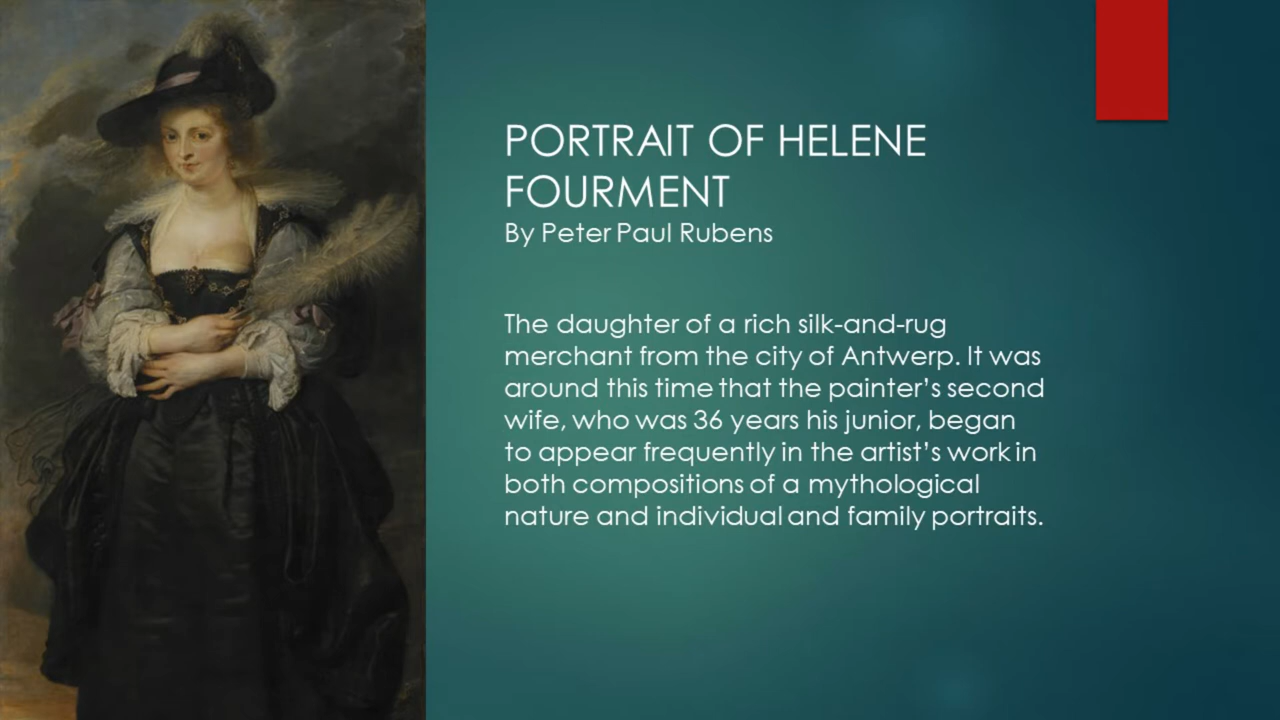 PORTRAIT OF HELENE
FOURMENT
By Peter Paul Rubens
The daughter of a rich silk-and-rug
merchant from the city of Antwerp. It was
around this time that the painter’s second
wife, who was 36 years his junior, began
to appear frequently in the artist’s work in
both compositions of a mythological
nature and individual and family portraits.